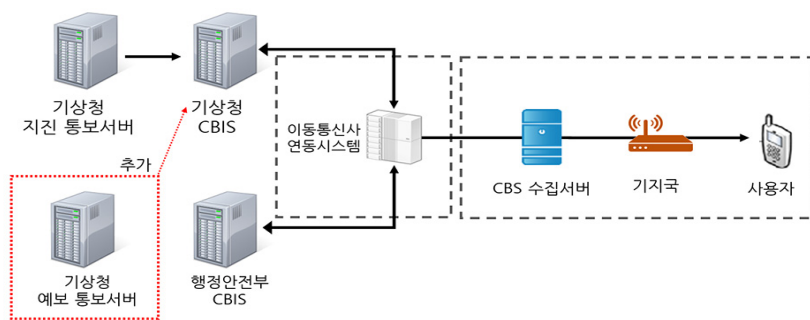 기상청
지진 통보서버
기상청
CBIS
이동통신사
연동시스템
CBS 수집서버
기지국
사용자
추가
기상청
예보 통보서버
행정안전부
CBIS